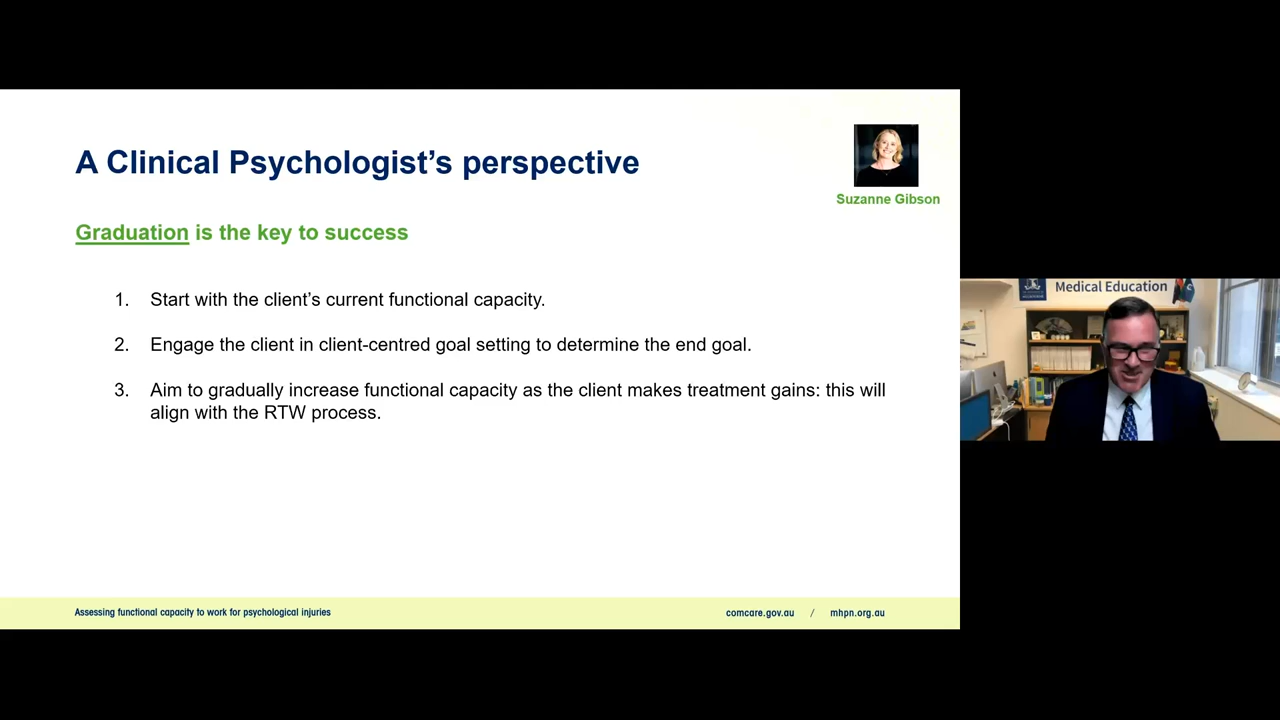 A Clinical Psychologist’s perspective
Suzanne Gibson
Graduation is the key to success
1. Start with the client’s current functional capacity.
2. Engage the client in client-centred goal setting to determine the end goal.
3. Aim to gradually increase functional capacity as the client makes treatment gains: this will
align with the RTW process.
Assessing functional capacity to work for psychological injuries
comcare.gov.au / mhpn.org.au
Medical Education